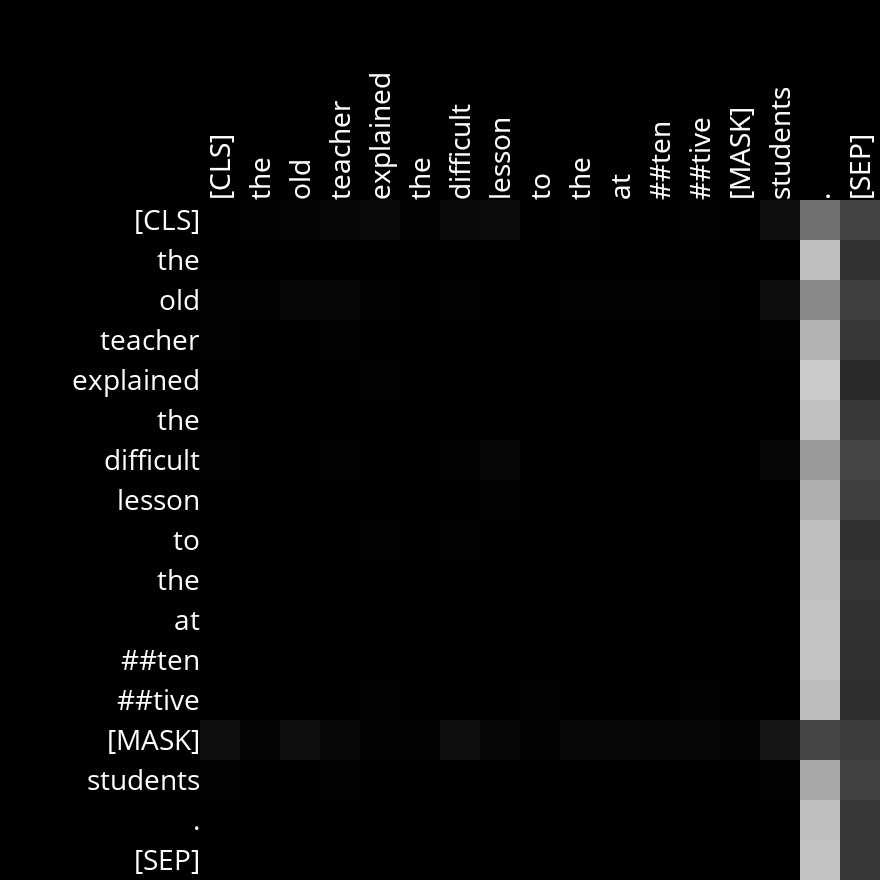 [CLS] the old teacher explained the difficult lesson to the at ##ten ##tive [MASK] students . [SEP]
[CLS]
the
old
teacher
explained
the
difficult
lesson
to
the
at
##ten
##tive
[MASK]
students
.
[SEP]